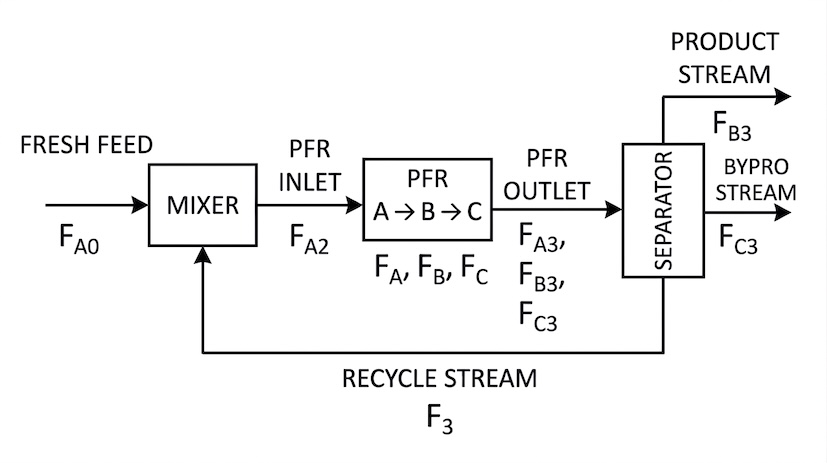 PRODUCT
STREAM
F_B3
FRESH FEED
F_A0
MIXER
PFR
INLET
F_A2
PFR
A → B → C
F_A, F_B, F_C
PFR
OUTLET
F_A3,
F_B3,
F_C3
SEPARATOR
BYPRO
STREAM
F_C3
RECYCLE STREAM
F_3